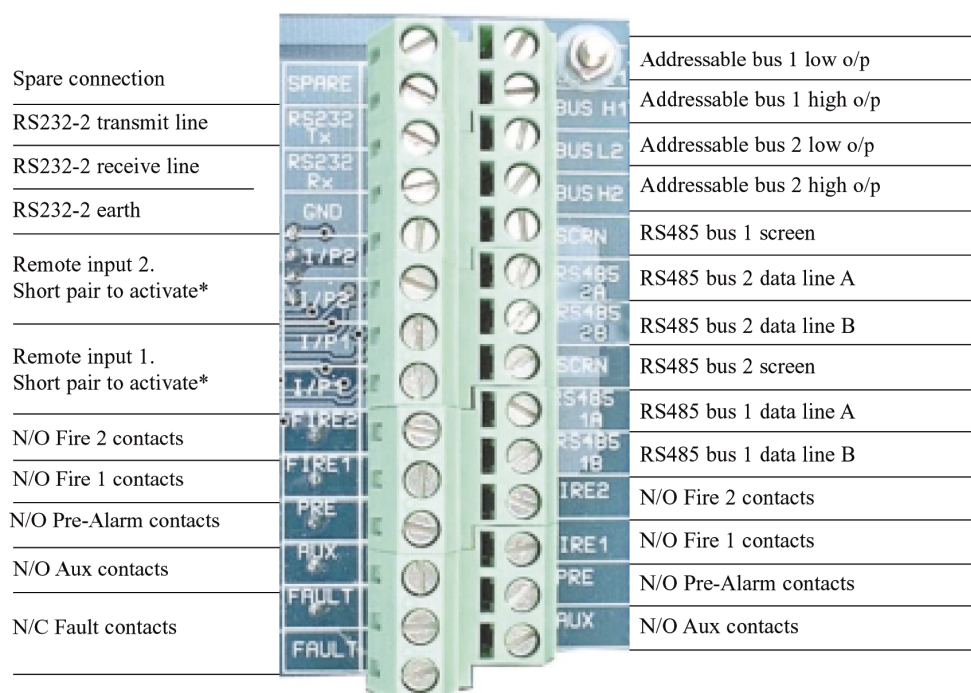 Spare connection
RS232-2 transmit line
RS232-2 receive line
RS232-2 earth
Remote input 2.
Short pair to activate*
Remote input 1.
Short pair to activate*
N/O Fire 2 contacts
N/O Fire 1 contacts
N/O Pre-Alarm contacts
N/O Aux contacts
N/C Fault contacts
SPARE
RS232
Tx
RS232
Rx
GND
I/P2
I/P2
I/P1
I/P1
FIRE2
FIRE1
PRE
AUX
FAULT
FAULT
BUS H1
BUS L2
BUS H2
SCRN
RS485
2A
RS485
2B
SCRN
RS485
1A
RS485
1B
IRE2
IRE1
PRE
AUX
Addressable bus 1 low o/p
Addressable bus 1 high o/p
Addressable bus 2 low o/p
Addressable bus 2 high o/p
RS485 bus 1 screen
RS485 bus 2 data line A
RS485 bus 2 data line B
RS485 bus 2 screen
RS485 bus 1 data line A
RS485 bus 1 data line B
N/O Fire 2 contacts
N/O Fire 1 contacts
N/O Pre-Alarm contacts
N/O Aux contacts